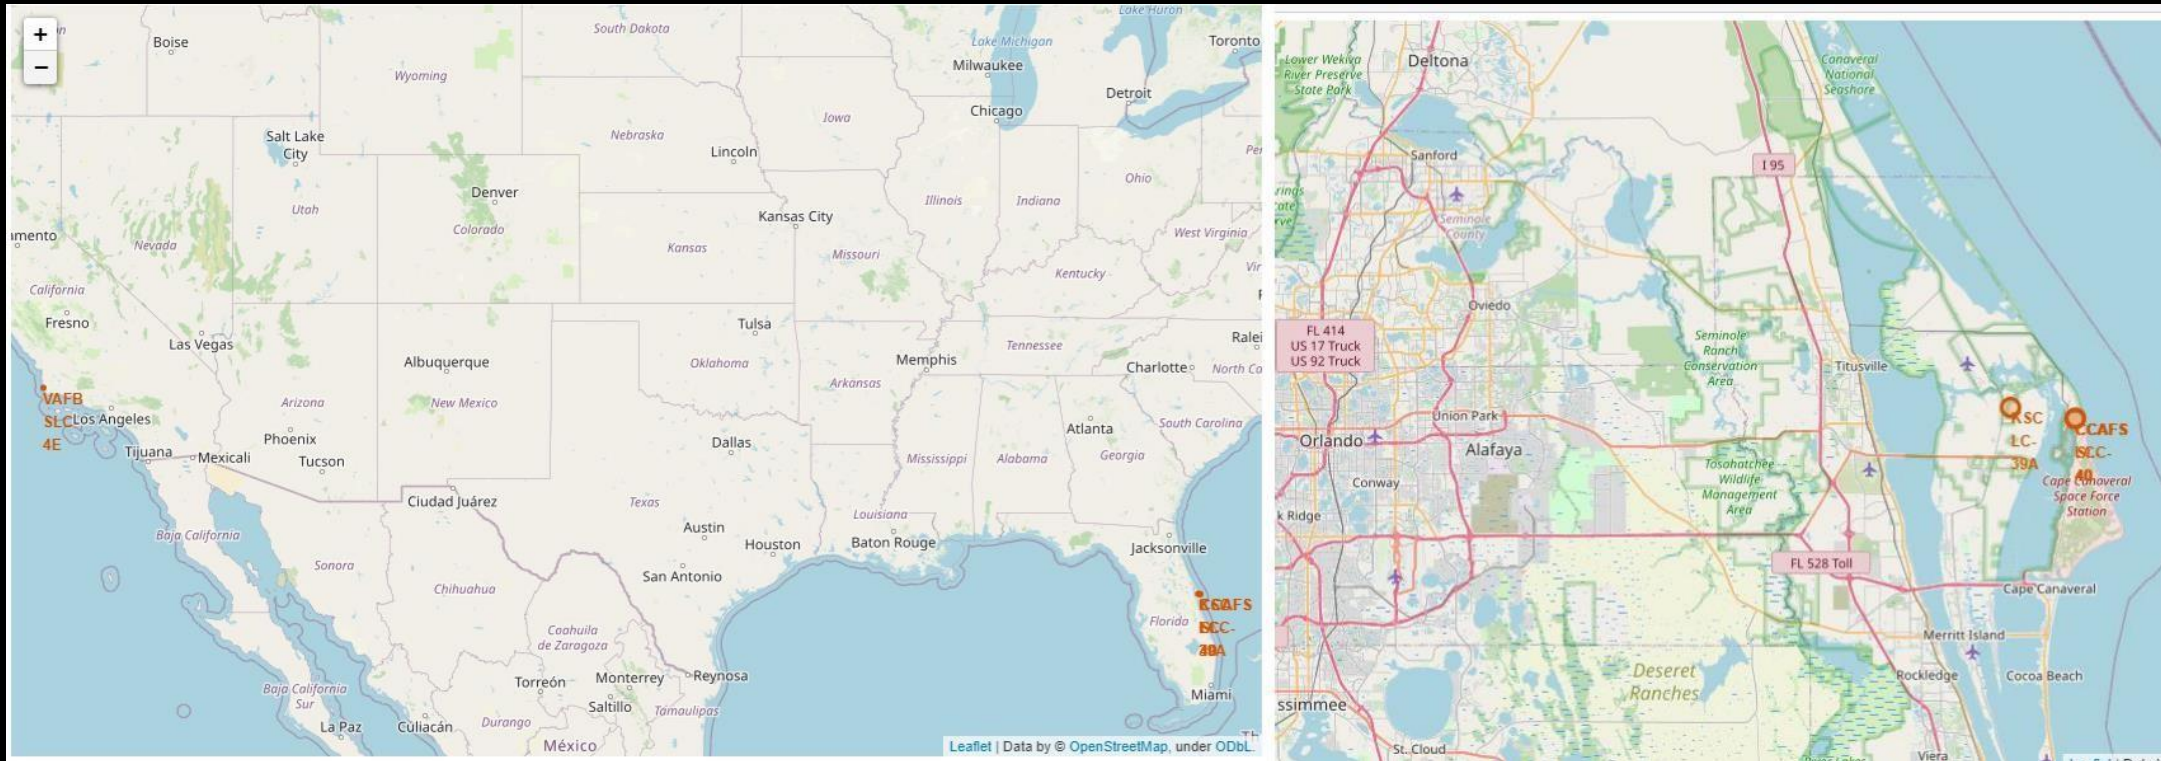 +
−
Boise
South Dakota
Lake Huron
Toronto
Wyoming
Lake Michigan
Milwaukee
Detroit
Chicago
Iowa
Nebraska
Salt Lake
City
Lincoln
Ohio
Denver
Utah
Illinois
Indiana
Kansas City
Colorado
Nevada
Kansas
Missouri
West Virginia
Kentucky
California
Fresno
Las Vegas
Tulsa
Albuquerque
Oklahoma
Memphis
Tennessee
Charlotte
Arkansas
VAFB
SLC-
4E
Los Angeles
Arizona
New Mexico
Phoenix
Tucson
Tijuana
Mexicali
Dallas
Atlanta
South Carolina
Mississippi
Alabama
Georgia
Ciudad Juárez
Texas
Louisiana
Austin
Houston
Baton Rouge
Jacksonville
Baja California
Sonora
Chihuahua
San Antonio
Florida
Coahuila
de Zaragoza
Torreón
Monterrey
Reynosa
Saltillo
Tamaulipas
Miami
Baja California
Sur
La Paz
Culiacán
Durango
México
Leaflet | Data by © OpenStreetMap, under ODbL.
Lower Wekiva
River Preserve
State Park
Deltona
Canaveral
National
Seashore
I 95
Sanford
Seminole
County
Oviedo
FL 414
US 17 Truck
US 92 Truck
Seminole
Ranch
Conservation
Area
Titusville
Union Park
Orlando
Alafaya
KSC
LC-
39A
CCAFS
Tosohatchee
Wildlife
Management
Area
Conway
Cape Canaveral
Space Force
Station
k Ridge
FL 528 Toll
Cape Canaveral
Merritt Island
Deseret
Ranches
Rockledge
Cocoa Beach
ssimmee
St. Cloud
Viera